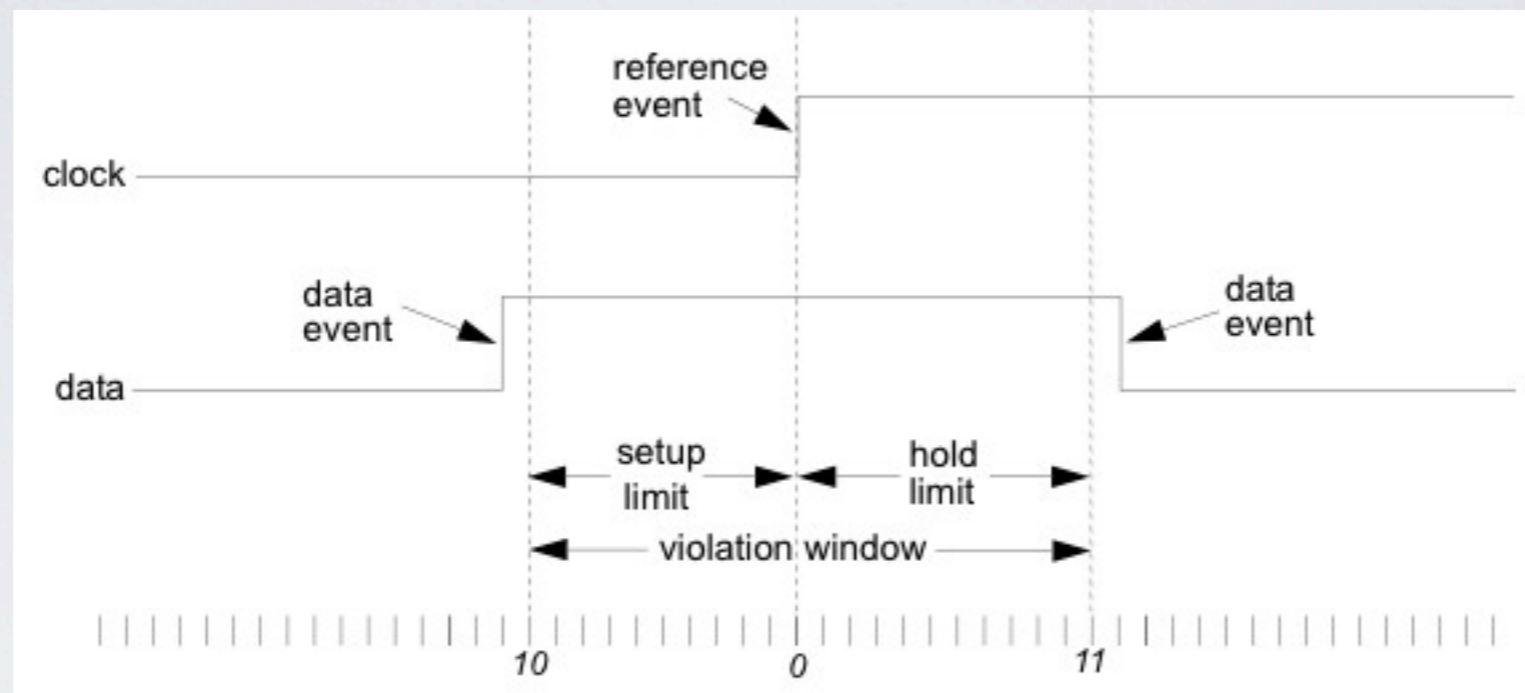 reference
event
clock
data
event
data
event
data
setup
limit
hold
limit
violation window
10
0
11